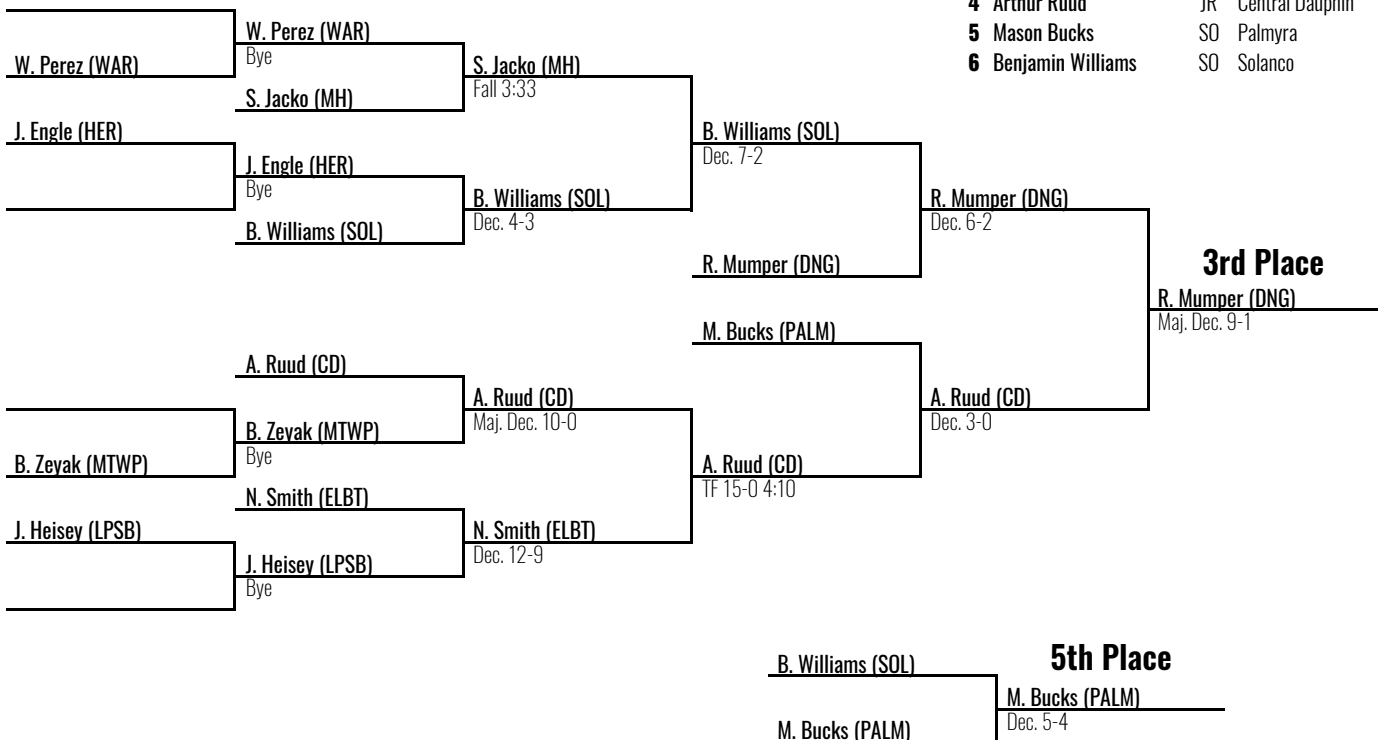 4 Arthur Ruud JR Central Dauphin
5 Mason Bucks SO Palmyra
6 Benjamin Williams SO Solanco
W. Perez (WAR)
Bye
W. Perez (WAR)
S. Jacko (MH)
Fall 3:33
S. Jacko (MH)
J. Engle (HER)
B. Williams (SOL)
Dec. 7-2
J. Engle (HER)
Bye
B. Williams (SOL)
Dec. 4-3
R. Mumper (DNG)
Dec. 6-2
B. Williams (SOL)
3rd Place
R. Mumper (DNG)
R. Mumper (DNG)
Maj. Dec. 9-1
M. Bucks (PALM)
A. Ruud (CD)
A. Ruud (CD)
Maj. Dec. 10-0
A. Ruud (CD)
Dec. 3-0
B. Zeyak (MTWP)
Bye
B. Zeyak (MTWP)
A. Ruud (CD)
TF 15-0 4:10
N. Smith (ELBT)
J. Heisey (LPSB)
N. Smith (ELBT)
Dec. 12-9
J. Heisey (LPSB)
Bye
5th Place
B. Williams (SOL)
M. Bucks (PALM)
Dec. 5-4
M. Bucks (PALM)